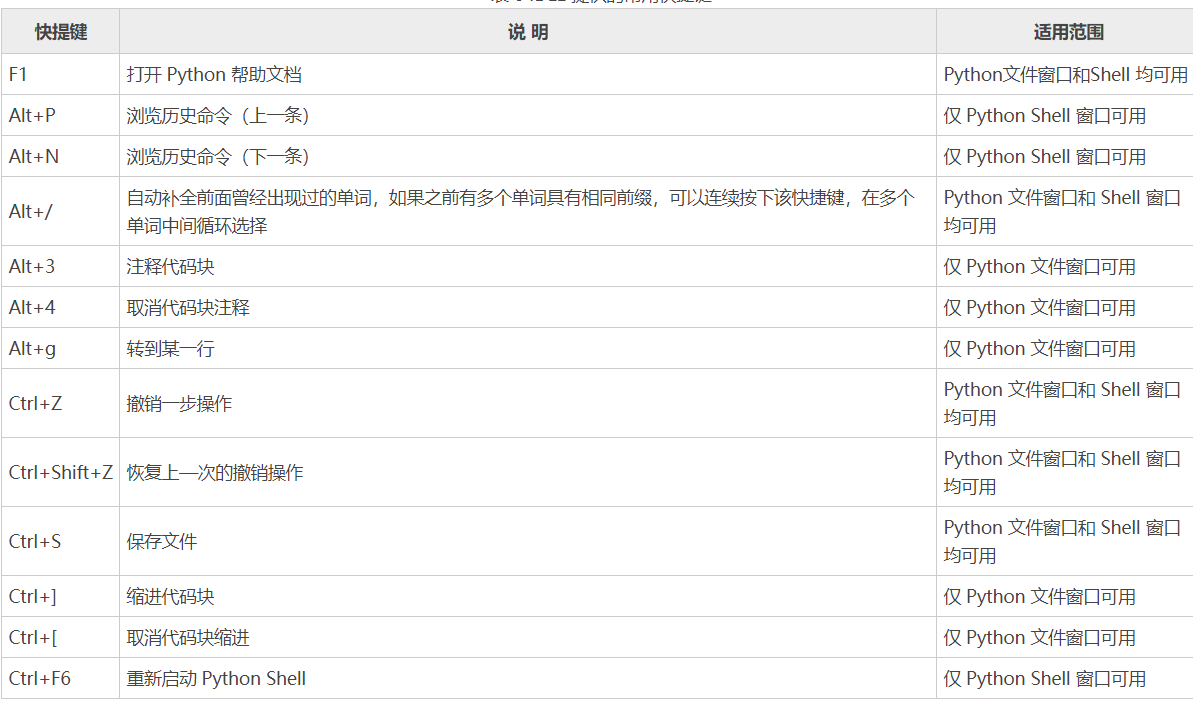 快捷键 说 明 适用范围
F1 打开 Python 帮助文档 Python文件窗口和Shell 均可用
Alt+P 浏览历史命令（上一条） 仅 Python Shell 窗口可用
Alt+N 浏览历史命令（下一条） 仅 Python Shell 窗口可用
Alt+/ 自动补全前面曾经出现过的单词，如果之前有多个单词具有相同前缀，可以连续按下该快捷键，在多个
单词中间循环选择
Python 文件窗口和 Shell 窗口
均可用
Alt+3 注释代码块 仅 Python 文件窗口可用
Alt+4 取消代码块注释 仅 Python 文件窗口可用
Alt+g 转到某一行 仅 Python 文件窗口可用
Ctrl+Z 撤销一步操作 Python 文件窗口和 Shell 窗口
均可用
Ctrl+Shift+Z 恢复上—次的撤销操作 Python 文件窗口和 Shell 窗口
均可用
Ctrl+S 保存文件 Python 文件窗口和 Shell 窗口
均可用
Ctrl+] 缩进代码块 仅 Python 文件窗口可用
Ctrl+[ 取消代码块缩进 仅 Python 文件窗口可用
Ctrl+F6 重新启动 Python Shell 仅 Python Shell 窗口可用